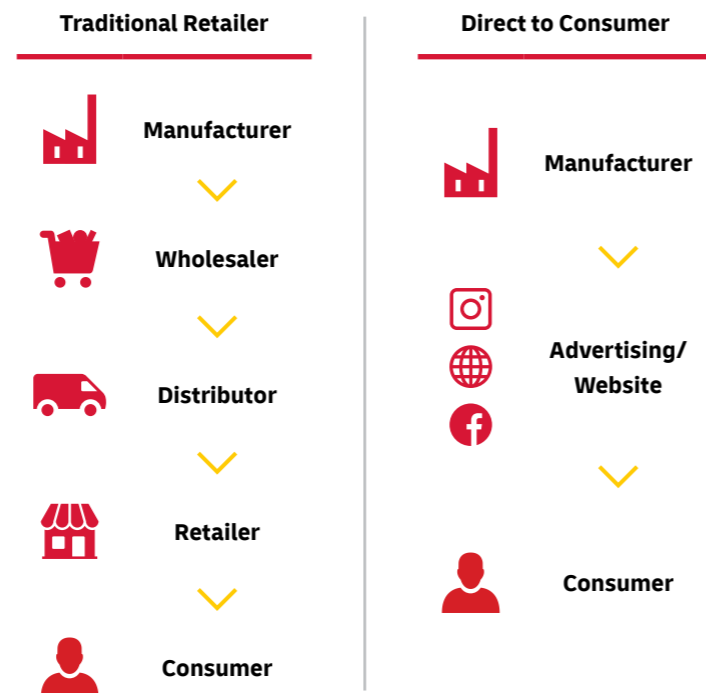 Traditional Retailer
Manufacturer
Wholesaler
Distributor
Retailer
Consumer
Direct to Consumer
Manufacturer
Advertising/
Website
Consumer